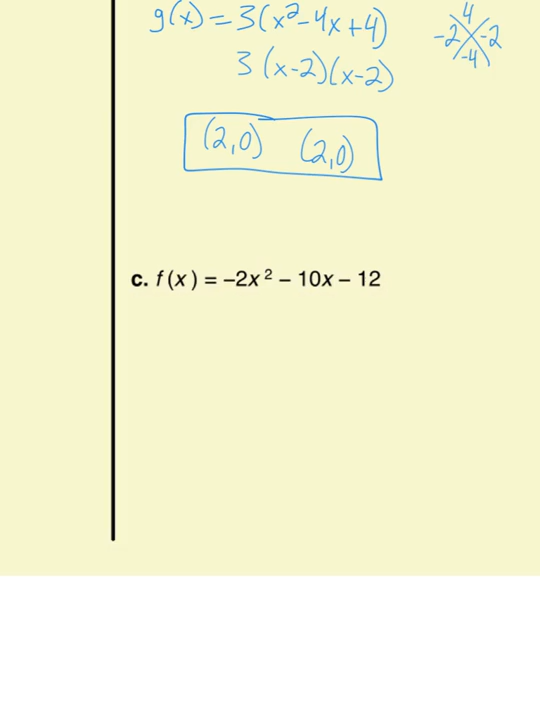 g(x) = 3(x²-4x+4)
4
-2 -2
-4
3(x-2)(x-2)
(2,0) (2,0)
c. f(x) = –2x² – 10x – 12